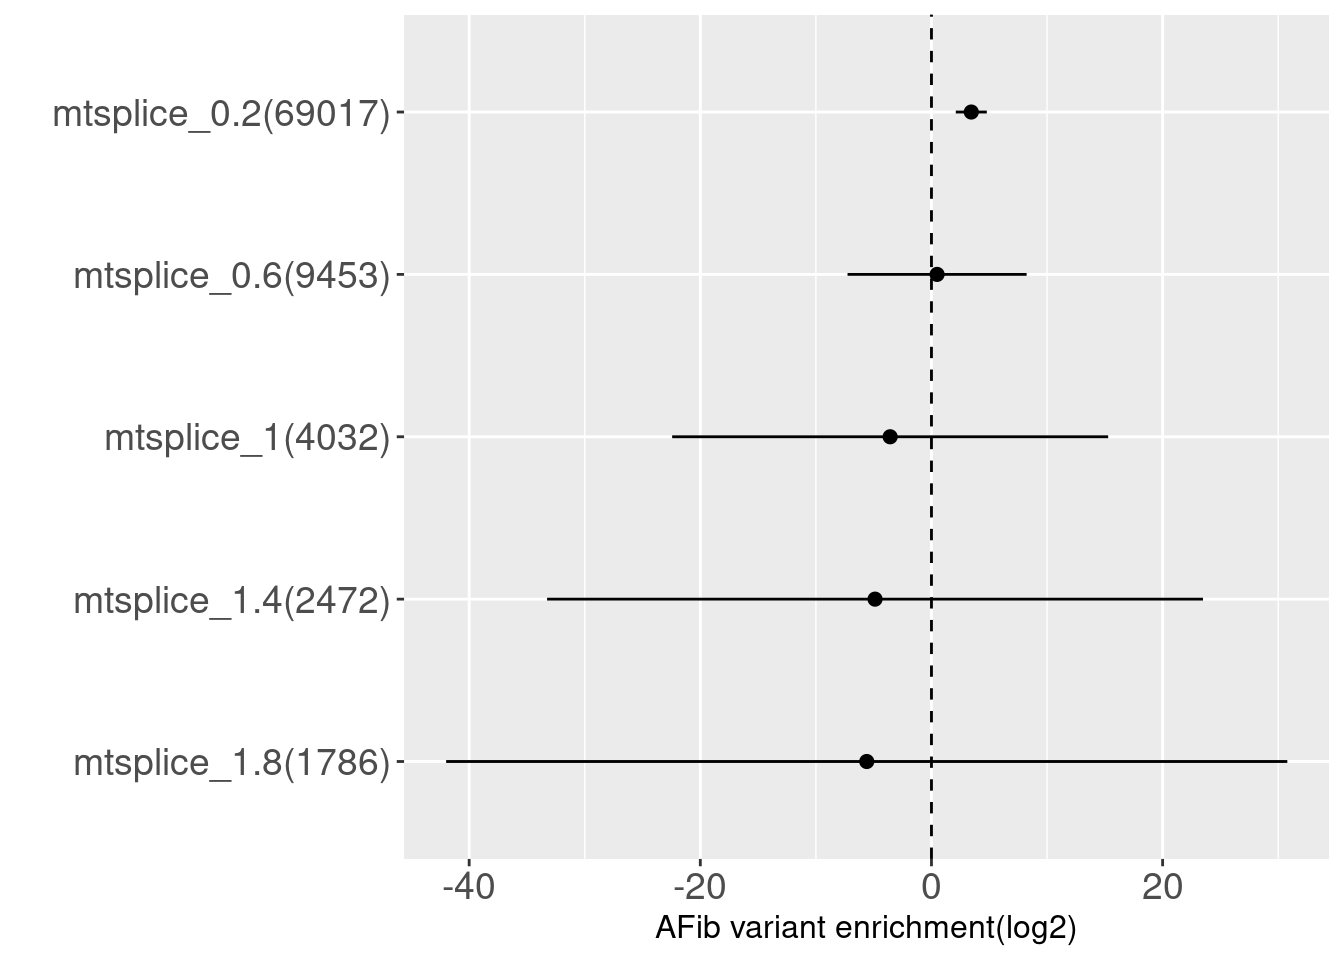 mtsplice_0.2(69017)
mtsplice_0.6(9453)
mtsplice_1(4032)
mtsplice_1.4(2472)
mtsplice_1.8(1786)
-40 -20 0 20
AFib variant enrichment(log2)